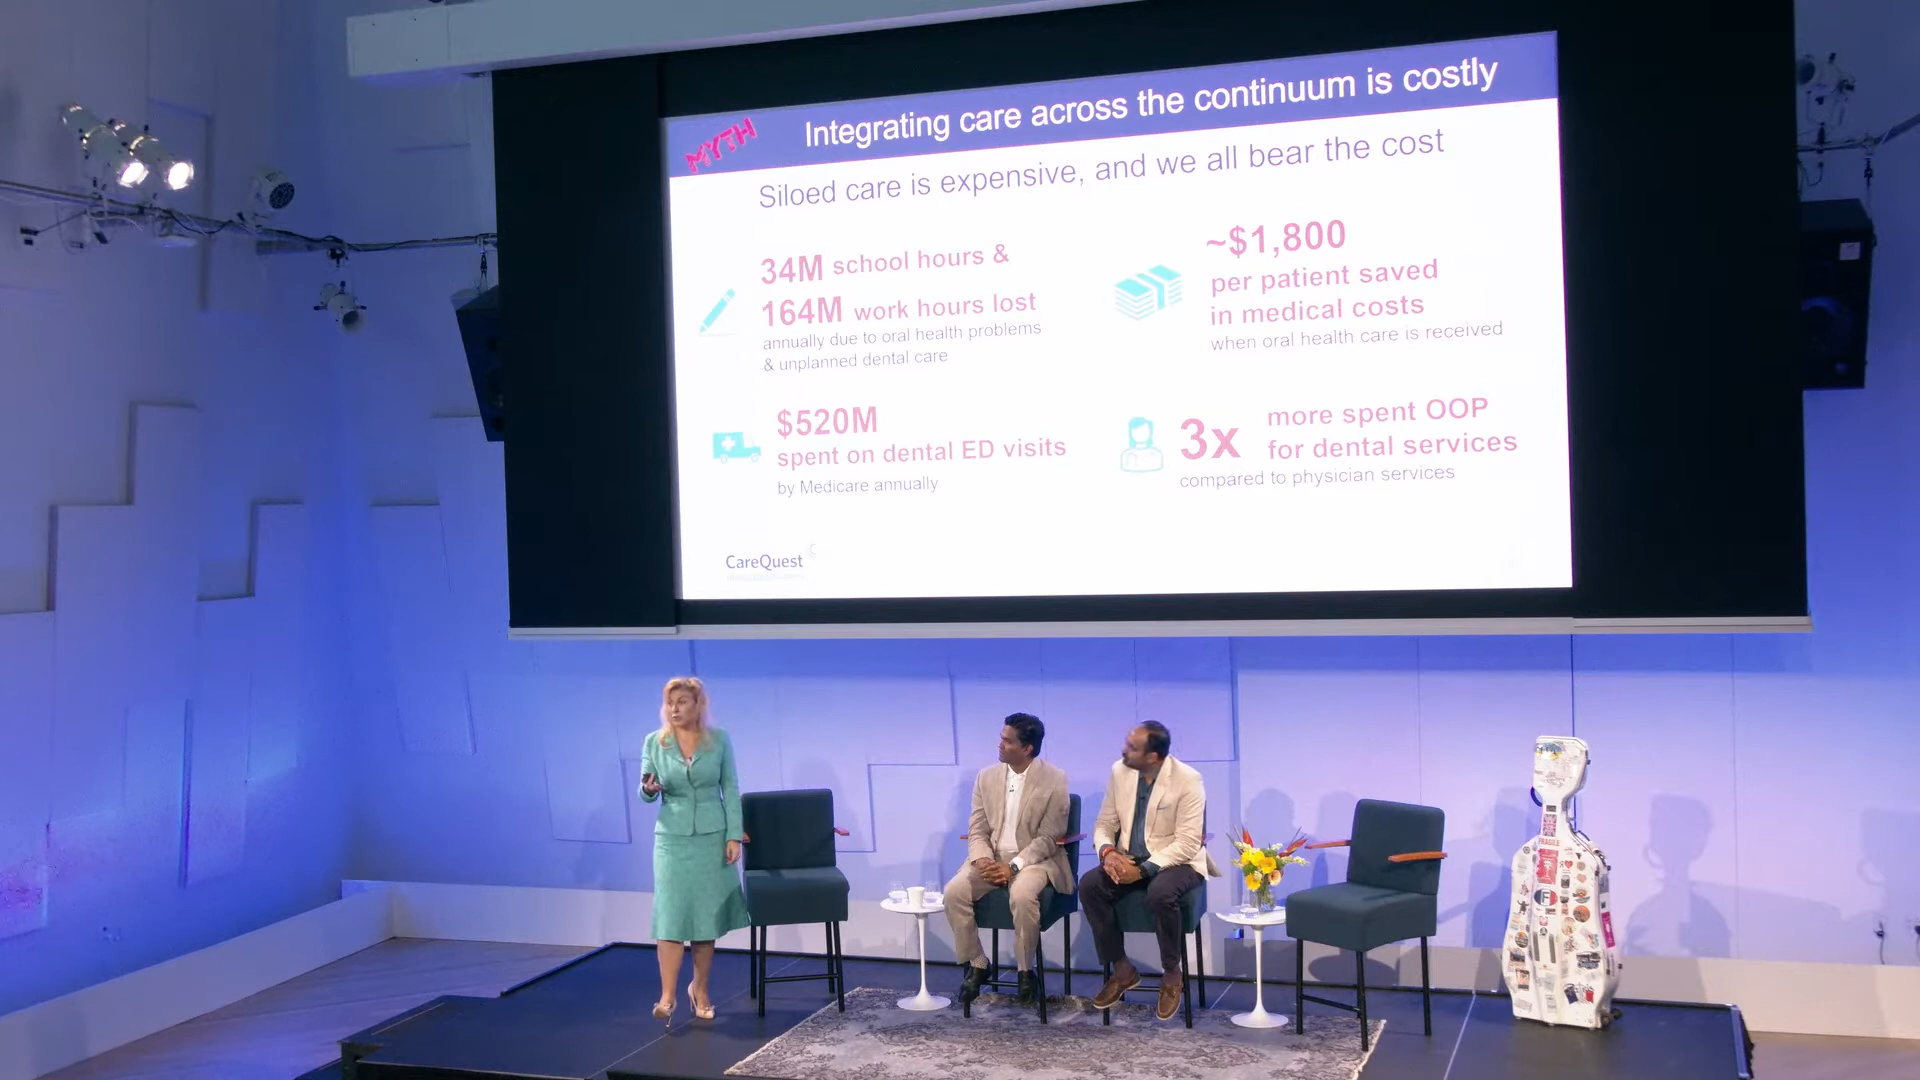 MYTH
Integrating care across the continuum is costly
Siloed care is expensive, and we all bear the cost
34M school hours &
164M work hours lost
annually due to oral health problems
& unplanned dental care
~$1,800
per patient saved
in medical costs
when oral health care is received
$520M
spent on dental ED visits
by Medicare annually
3x more spent OOP
for dental services
compared to physician services
CareQuest
FRAGILE